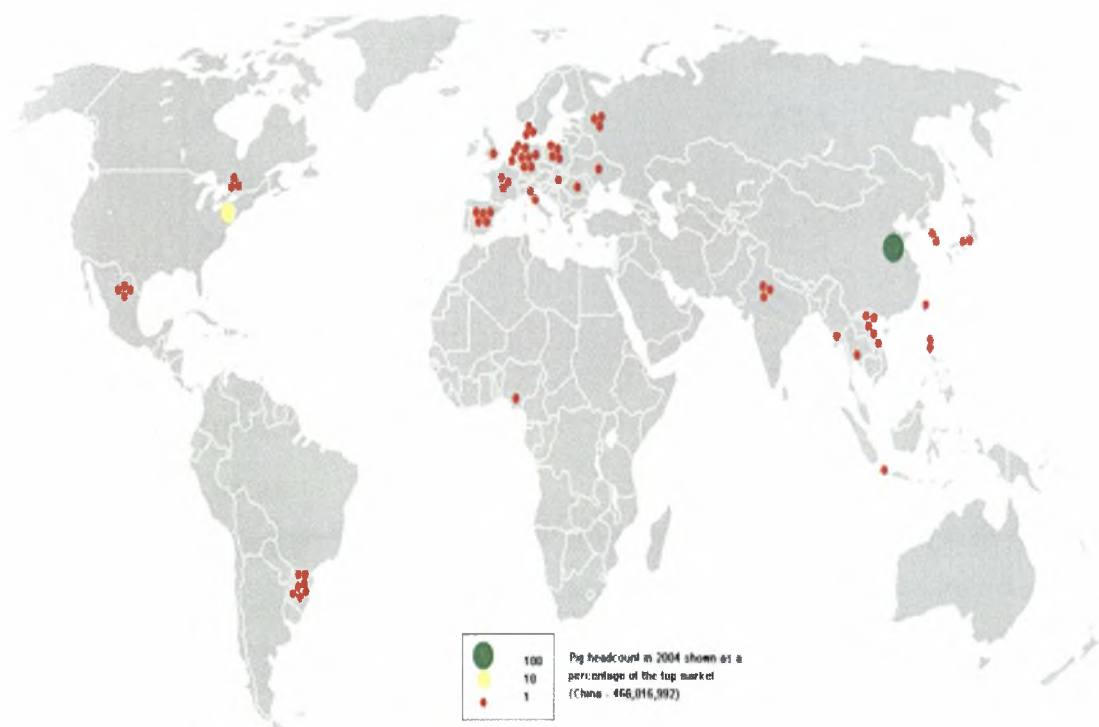 100
10
1
Pig headcount in 2004 shown as a
percentage of the top market
(China - 466,016,992)